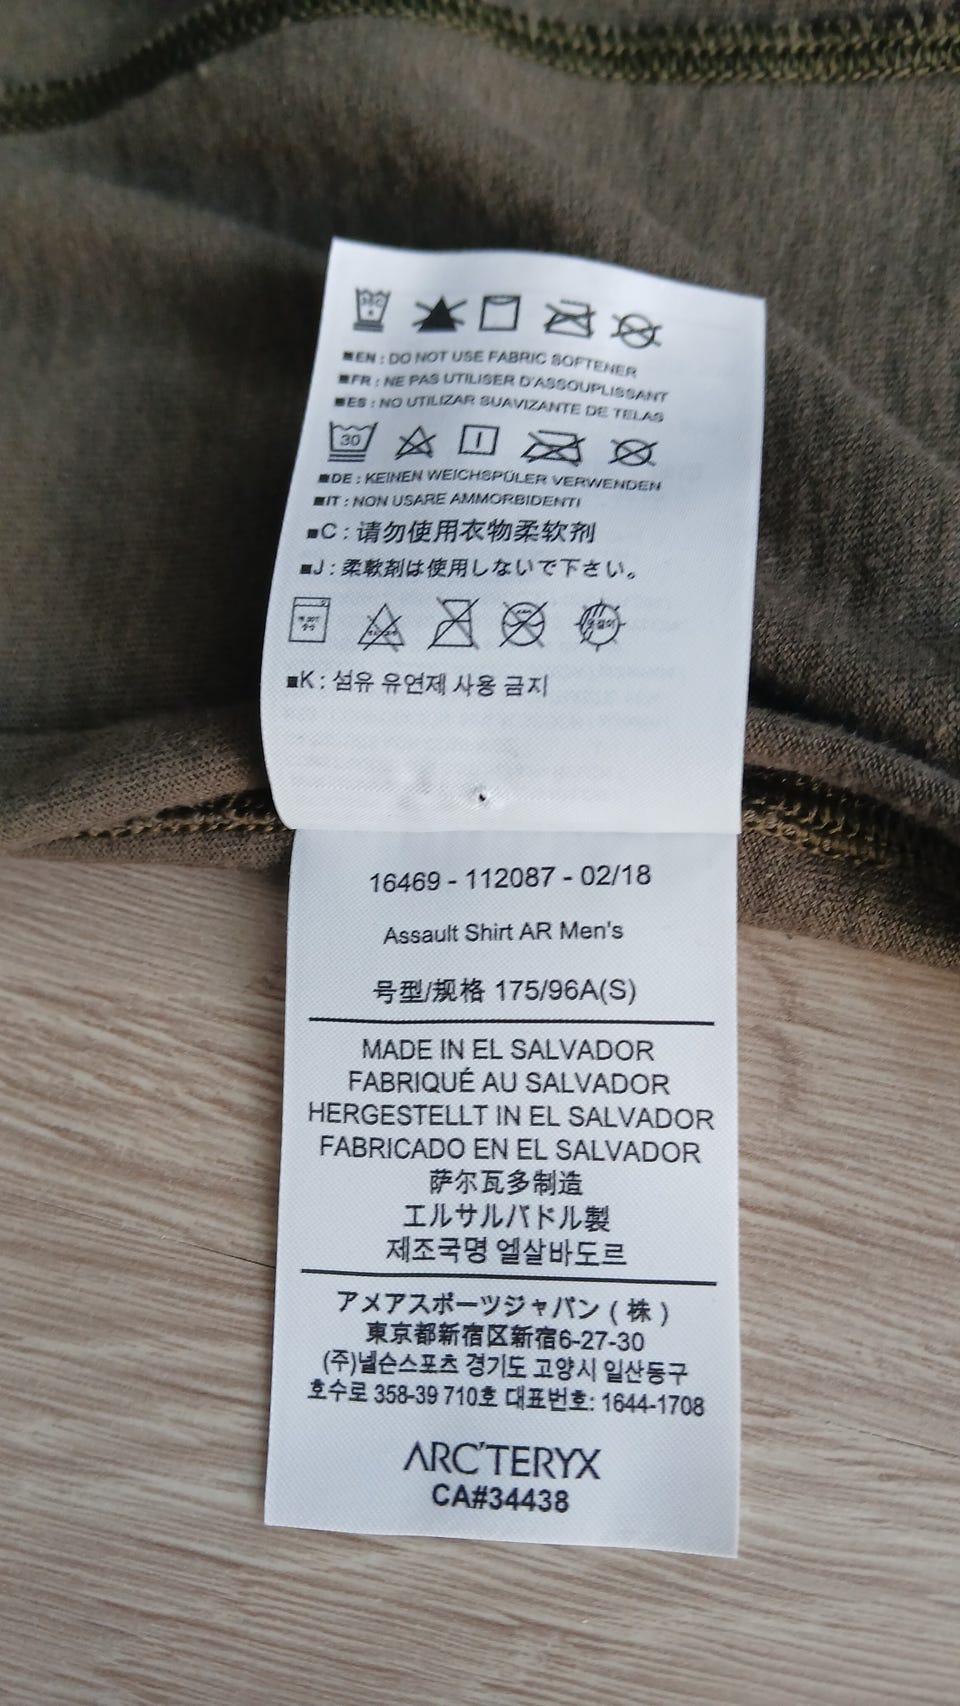 ■EN : DO NOT USE FABRIC SOFTENER
■FR : NE PAS UTILISER D'ASSOUPLISSANT
■ES : NO UTILIZAR SUAVIZANTE DE TELAS
30
■DE : KEINEN WEICHSPÜLER VERWENDEN
■IT : NON USARE AMMORBIDENTI
■C : 请勿使用衣物柔软剂
■J : 柔軟剤は使用しないで下さい。
■K : 섬유 유연제 사용 금지
16469 - 112087 - 02/18
Assault Shirt AR Men's
号型/规格 175/96A(S)
MADE IN EL SALVADOR
FABRIQUÉ AU SALVADOR
HERGESTELLT IN EL SALVADOR
FABRICADO EN EL SALVADOR
萨尔瓦多制造
エルサルバドル製
제조국명 엘살바도르
アメアスポーツジャパン ( 株 )
東京都新宿区新宿6-27-30
(주)넬슨스포츠 경기도 고양시 일산동구
호수로 358-39 710호 대표번호: 1644-1708
ARC'TERYX
CA#34438